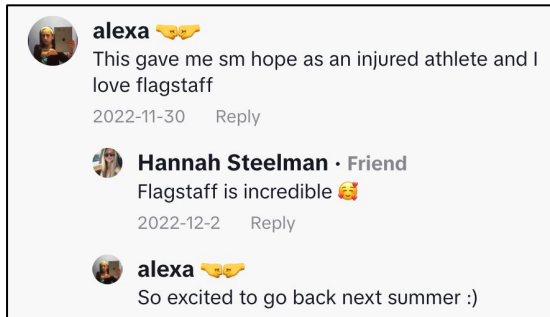 alexa 🤜🤛
This gave me sm hope as an injured athlete and I
love flagstaff
2022-11-30 Reply
Hannah Steelman · Friend
Flagstaff is incredible 🥰
2022-12-2 Reply
alexa 🤜🤛
So excited to go back next summer :)